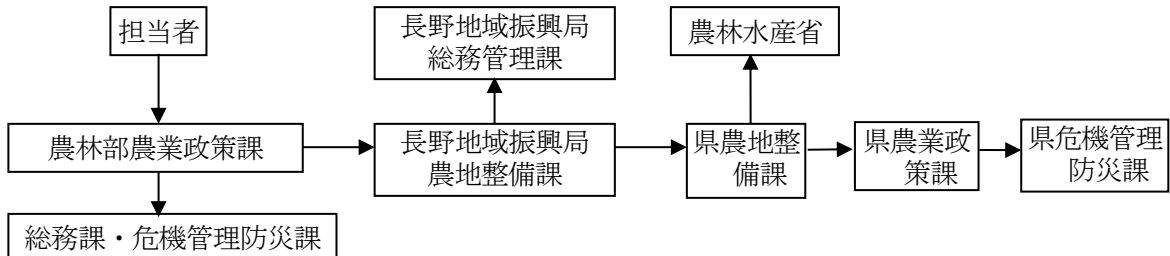 担当者
長野地域振興局
総務管理課
農林水産省
農林部農業政策課
長野地域振興局
農地整備課
県農地整
備課
県農業政
策課
県危機管理
防災課
総務課・危機管理防災課